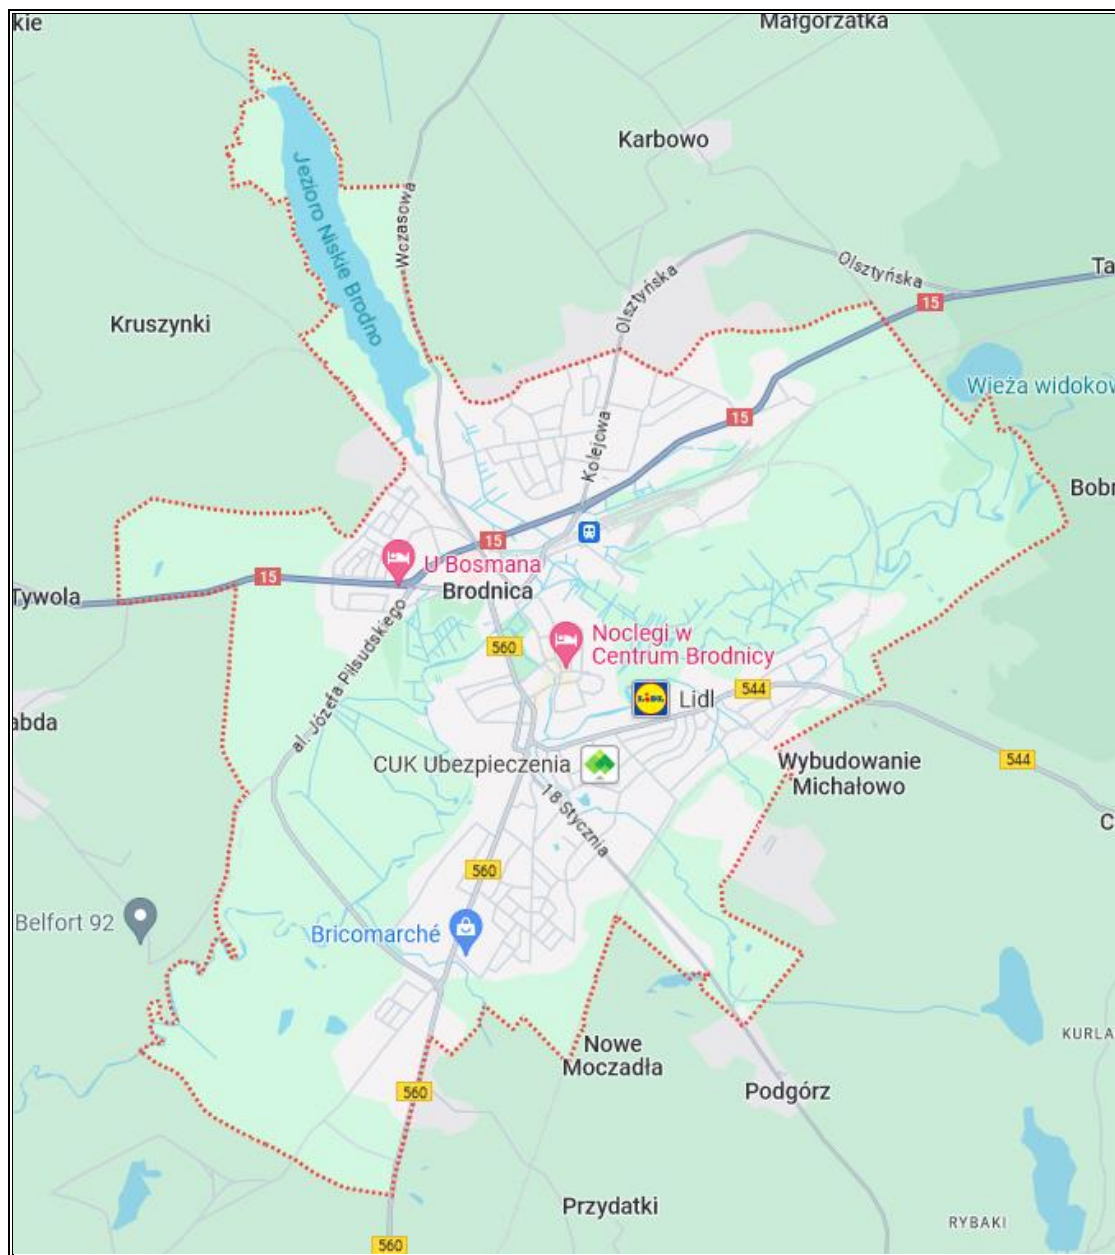 kie
Małgorzatka
Karbowo
Jezioro Niskie Brodno
Wczasowa
Olsztyńska
Olsztyńska
Ta
15
Kruszynki
Wieża widokow
15
Kolejowa
Bobr
15
U Bosmana
15
Tywola
Brodnica
al. Józefa Piłsudskiego
560
Noclegi w
Centrum Brodnicy
Lidl
LIDL
544
abda
CUK Ubezpieczenia
Wybudowanie
Michałowo
544
18 Stycznia
C
560
Belfort 92
Bricomarché
Nowe
Moczadła
KURLA
560
Podgórz
Przydatki
RYBAKI
560